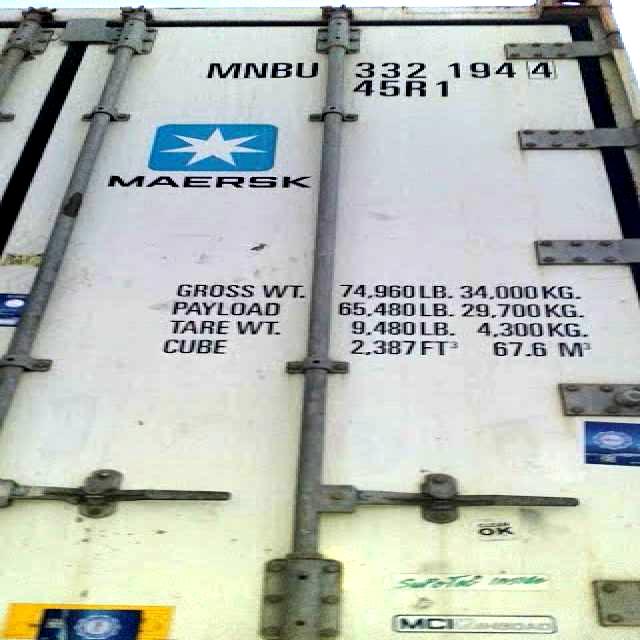 MNBU 332 194 4
45R1
MAERSK
GROSS WT. 74,960 LB. 34,000 KG.
PAYLOAD 65,480 LB. 29,700 KG.
TARE WT. 9,480 LB. 4,300 KG.
CUBE 2,387 FT³ 67.6 M³
OK
MCI